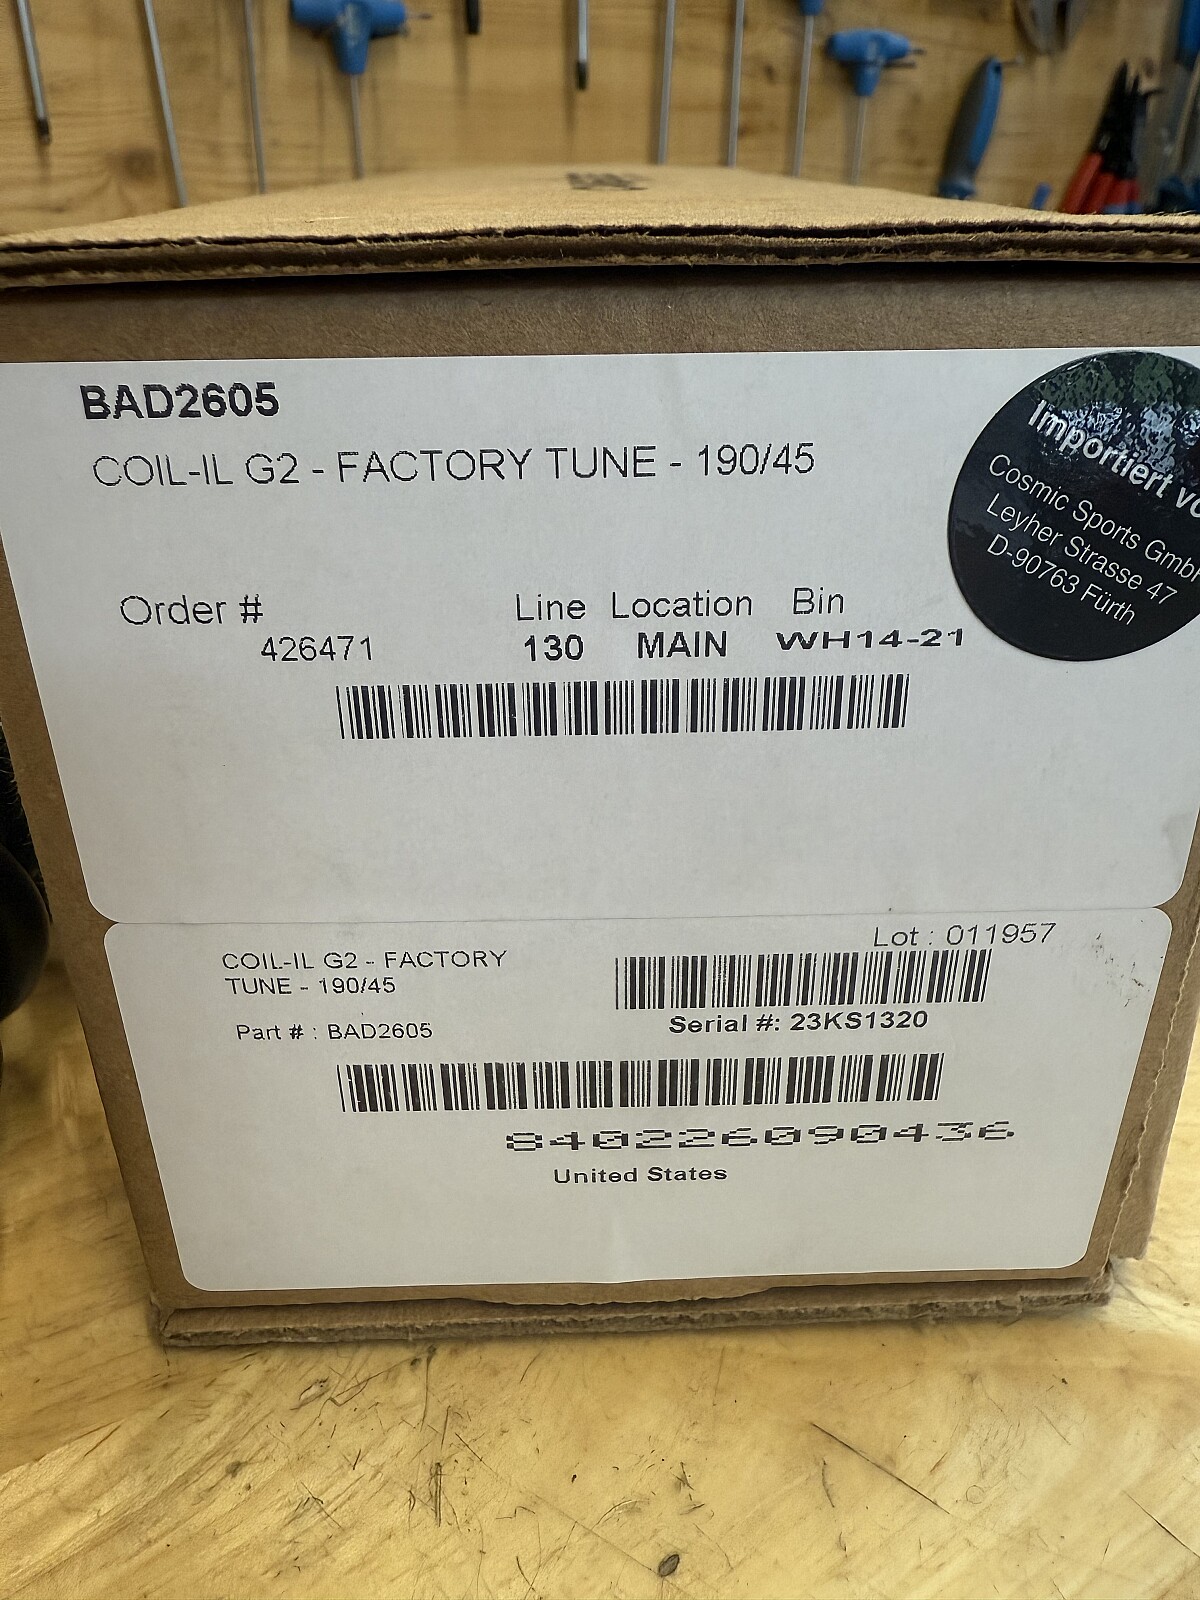 BAD2605
COIL-IL G2 - FACTORY TUNE - 190/45
Importiert
Cosmic Sports GmbH
Leyher Strasse 47
D-90763 Fürth
Order # Line Location Bin
426471 130 MAIN WH14-21
Lot : 011957
COIL-IL G2 - FACTORY
TUNE - 190/45
Serial #: 23KS1320
Part # : BAD2605
840226090436
United States